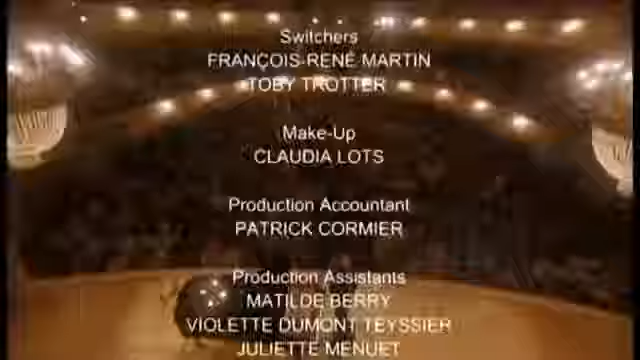 Switchers
FRANÇOIS-RENÉ MARTIN
TOBY TROTTER
Make-Up
CLAUDIA LOTS
Production Accountant
PATRICK CORMIER
Production Assistants
MATILDE BERRY
VIOLETTE DUMONT TEYSSIER
JULIETTE MENUET